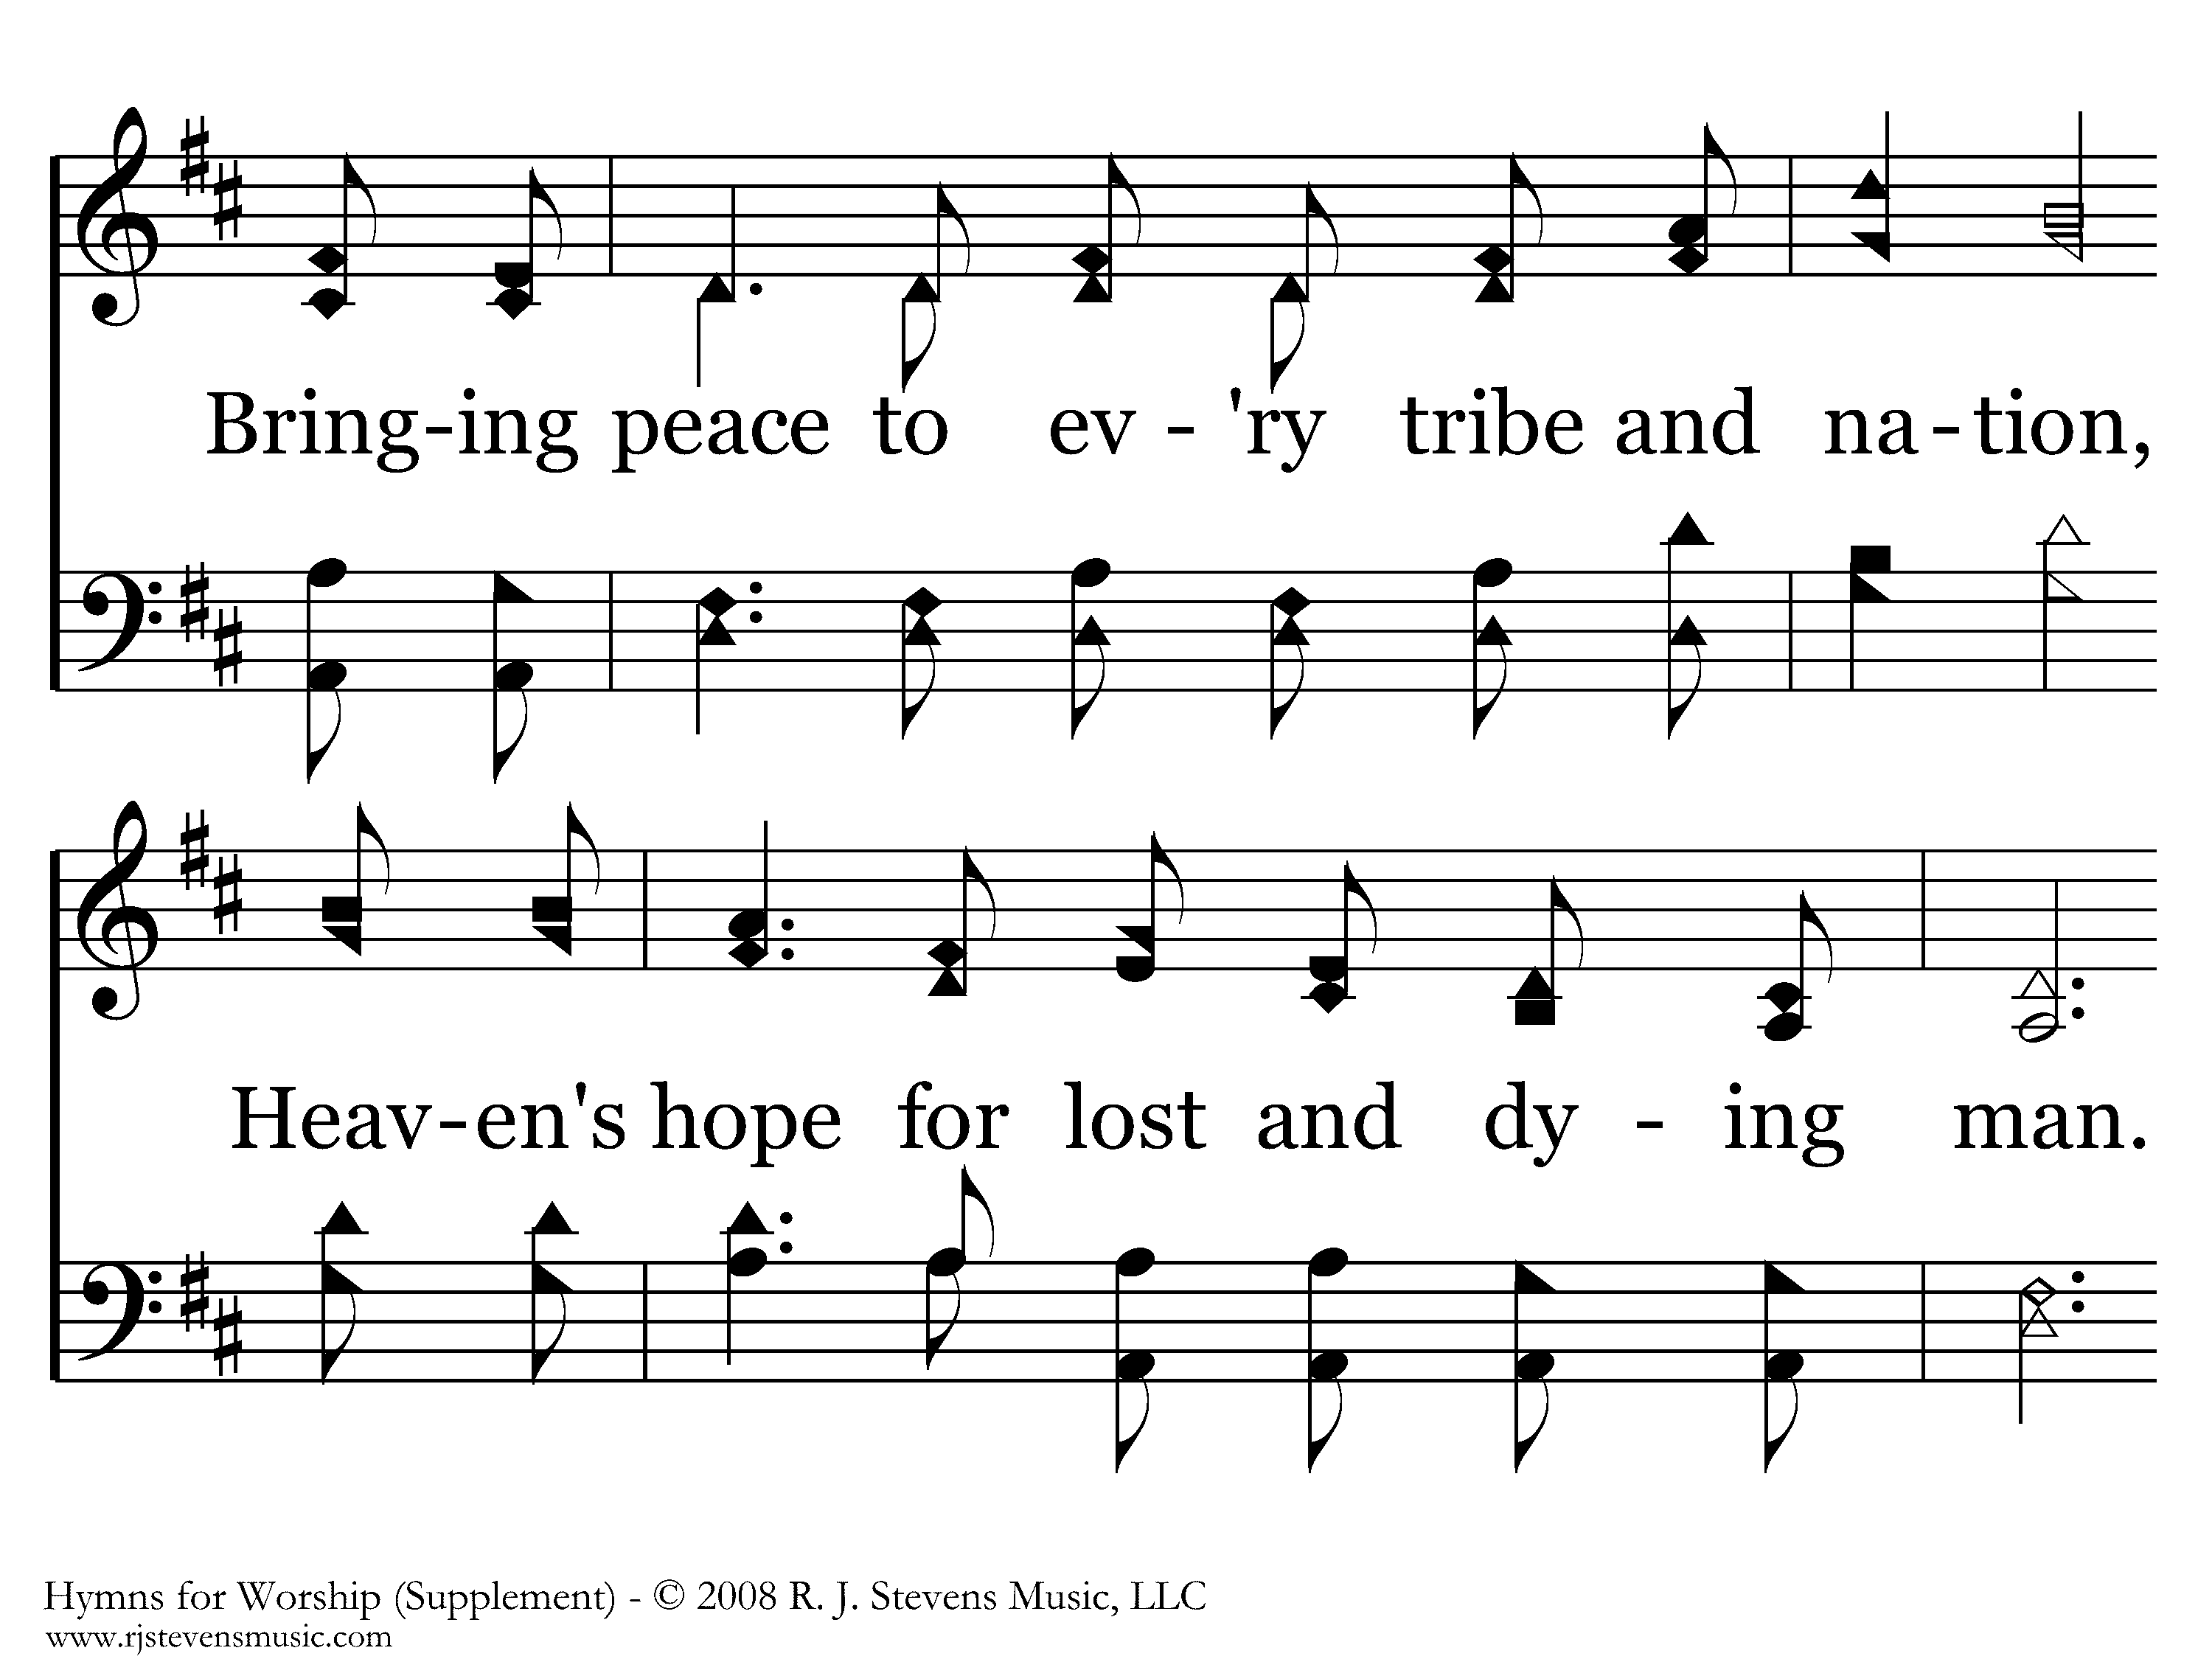 Bring-ing peace to ev - 'ry tribe and na-tion,
Heav-en's hope for lost and dy - ing man.
Hymns for Worship (Supplement) - © 2008 R. J. Stevens Music, LLC
www.rjstevensmusic.com